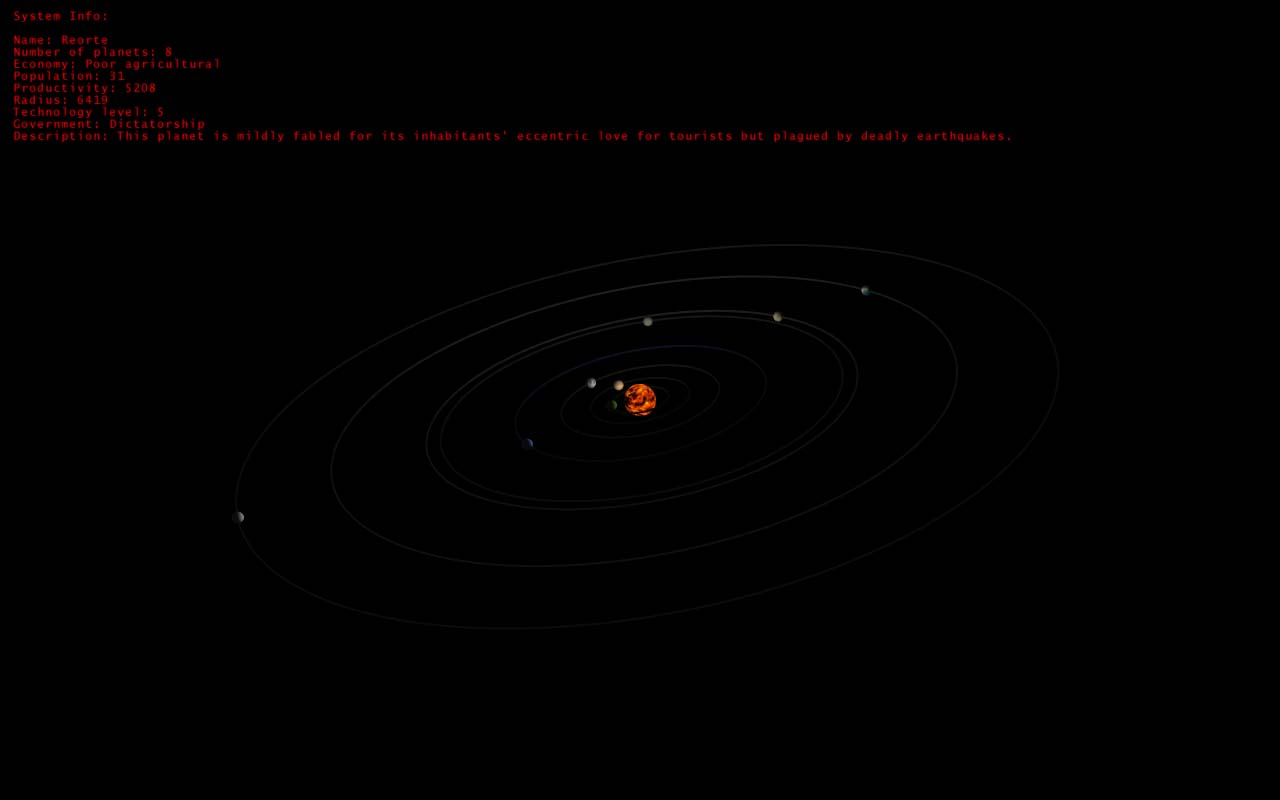 System Info:
Name: Reorte
Number of planets: 8
Economy: Poor agricultural
Population: 31
Productivity: 5208
Radius: 6419
Technology level: 5
Government: Dictatorship
Description: This planet is mildly fabled for its inhabitants' eccentric love for tourists but plagued by deadly earthquakes.